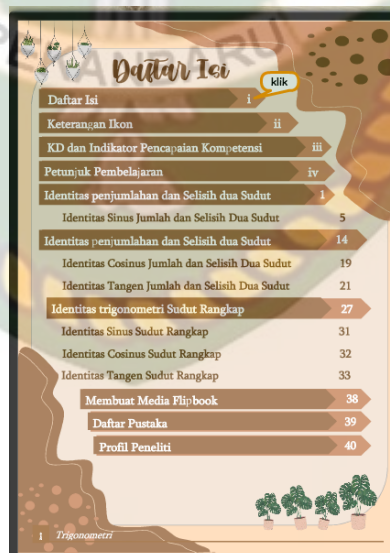 PEKANBARU
Daftar Isi
klik
Daftar Isi i
Keterangan Ikon ii
KD dan Indikator Pencapaian Kompetensi iii
Petunjuk Pembelajaran iv
Identitas penjumlahan dan Selisih dua Sudut 1
Identitas Sinus Jumlah dan Selisih Dua Sudut 5
Identitas penjumlahan dan Selisih dua Sudut 14
Identitas Cosinus Jumlah dan Selisih Dua Sudut 19
Identitas Tangen Jumlah dan Selisih Dua Sudut 21
Identitas trigonometri Sudut Rangkap 27
Identitas Sinus Sudut Rangkap 31
Identitas Cosinus Sudut Rangkap 32
Identitas Tangen Sudut Rangkap 33
Membuat Media Flipbook 38
Daftar Pustaka 39
Profil Peneliti 40
1 Trigonometri